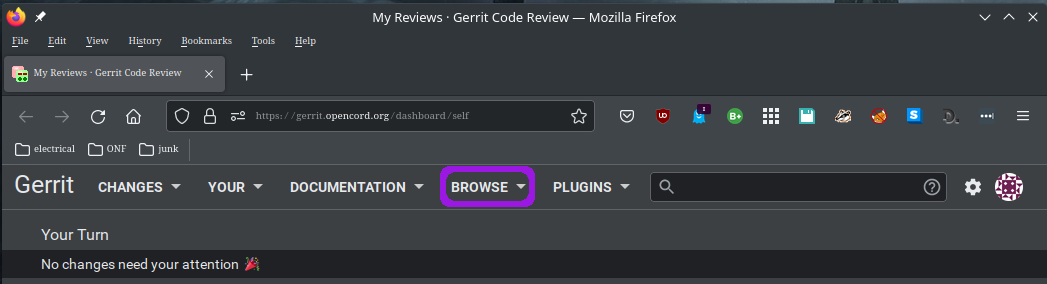 My Reviews · Gerrit Code Review — Mozilla Firefox
File Edit View History Bookmarks Tools Help
My Reviews · Gerrit Code Review
https://gerrit.opencord.org/dashboard/self
electrical ONF junk
Gerrit CHANGES YOUR DOCUMENTATION BROWSE PLUGINS
Your Turn
No changes need your attention 🎉